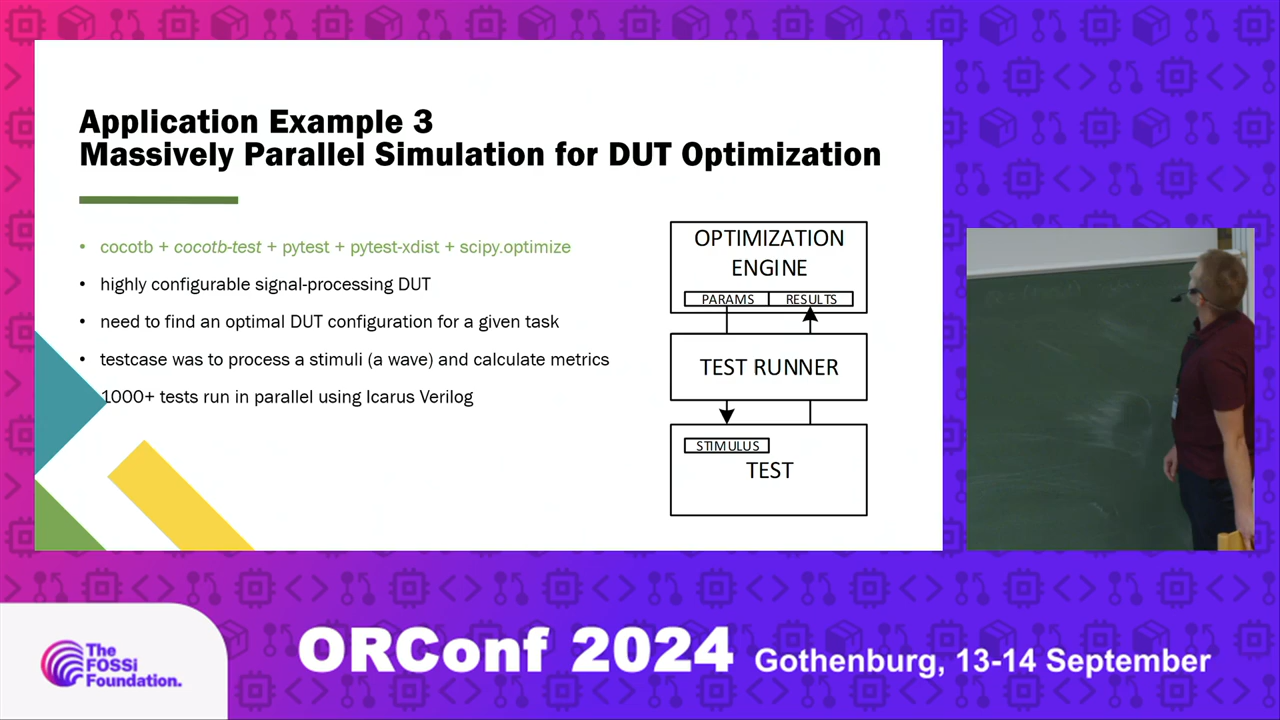 Application Example 3
Massively Parallel Simulation for DUT Optimization
• cocotb + cocotb-test + pytest + pytest-xdist + scipy.optimize
• highly configurable signal-processing DUT
• need to find an optimal DUT configuration for a given task
• testcase was to process a stimuli (a wave) and calculate metrics
1000+ tests run in parallel using Icarus Verilog
OPTIMIZATION
ENGINE
PARAMS RESULTS
TEST RUNNER
STIMULUS
TEST
The
FOSSi
Foundation.
ORConf 2024 Gothenburg, 13-14 September